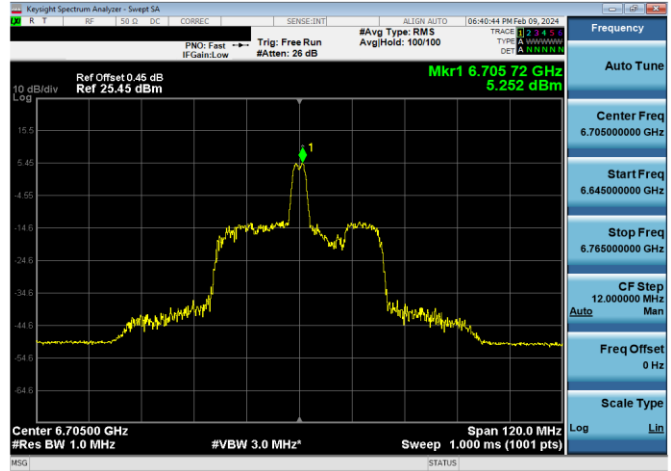 Keysight Spectrum Analyzer - Swept SA
LXI R T RF 50 Ω DC CORREC SENSE:INT ALIGN AUTO 06:40:44 PM Feb 09, 2024
#Avg Type: RMS
TRACE 1 2 3 4 5 6
PNO: Fast Trig: Free Run Avg|Hold: 100/100
TYPE A WWWWW
IFGain:Low #Atten: 26 dB
DET A N N N N N
Frequency
Auto Tune
Mkr1 6.705 72 GHz
5.252 dBm
Ref Offset 0.45 dB
10 dB/div Ref 25.45 dBm
Log
1
15.5
5.45
-4.55
-14.6
-24.6
-34.6
-44.6
-54.6
-64.6
Center Freq
6.705000000 GHz
Start Freq
6.645000000 GHz
Stop Freq
6.765000000 GHz
CF Step
12.000000 MHz
Auto Man
Freq Offset
0 Hz
Scale Type
Log Lin
Center 6.70500 GHz Span 120.0 MHz
#Res BW 1.0 MHz #VBW 3.0 MHz* Sweep 1.000 ms (1001 pts)
MSG STATUS